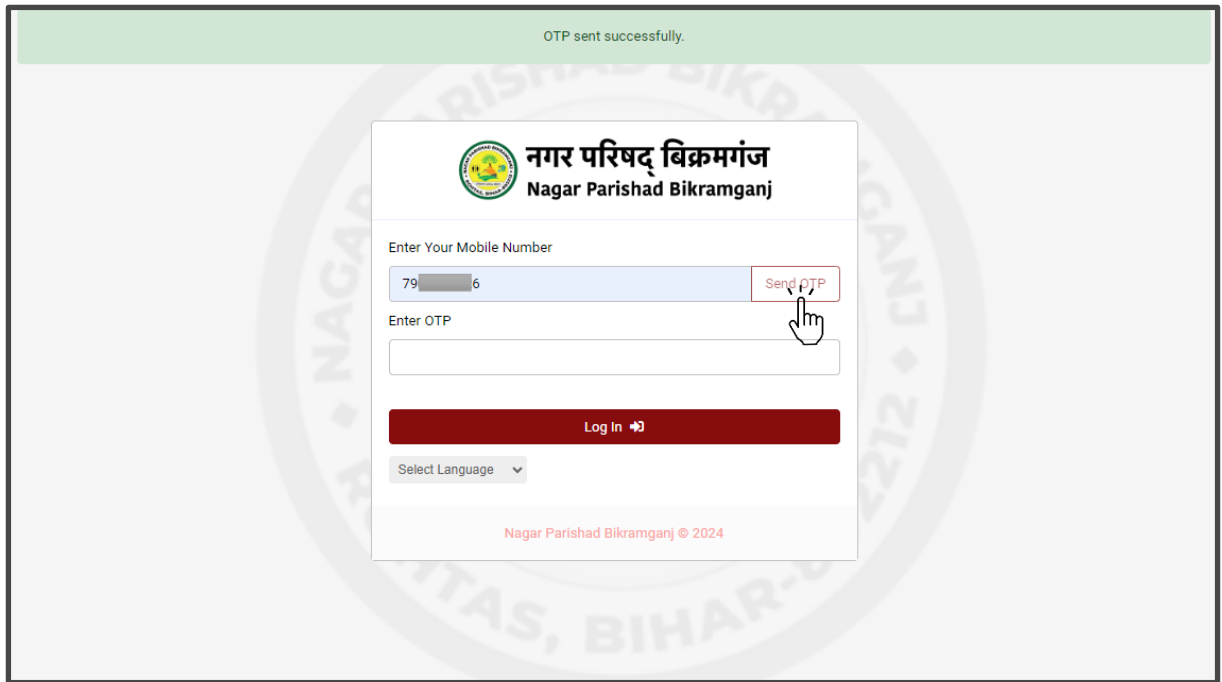 OTP sent successfully.
नगर परिषद् बिक्रमगंज
Nagar Parishad Bikramganj
Enter Your Mobile Number
79 6
Send OTP
Enter OTP
Log In
Select Language
Nagar Parishad Bikramganj © 2024